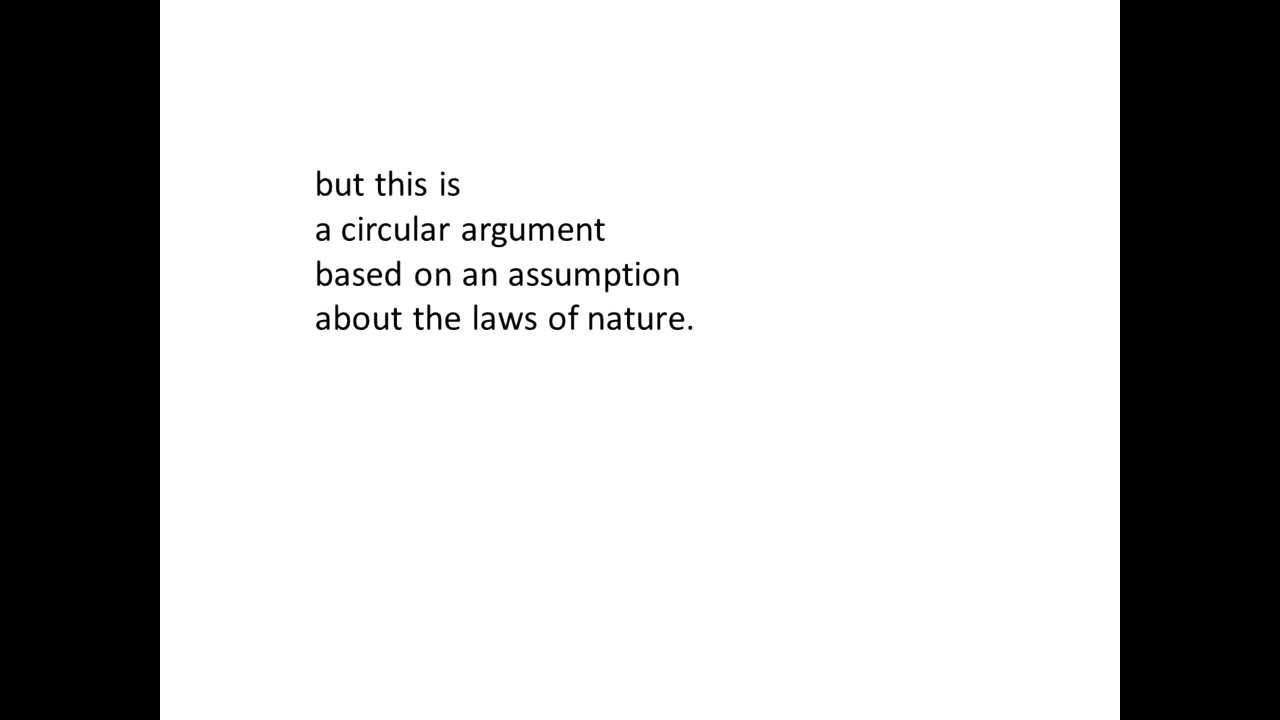 but this is
a circular argument
based on an assumption
about the laws of nature.